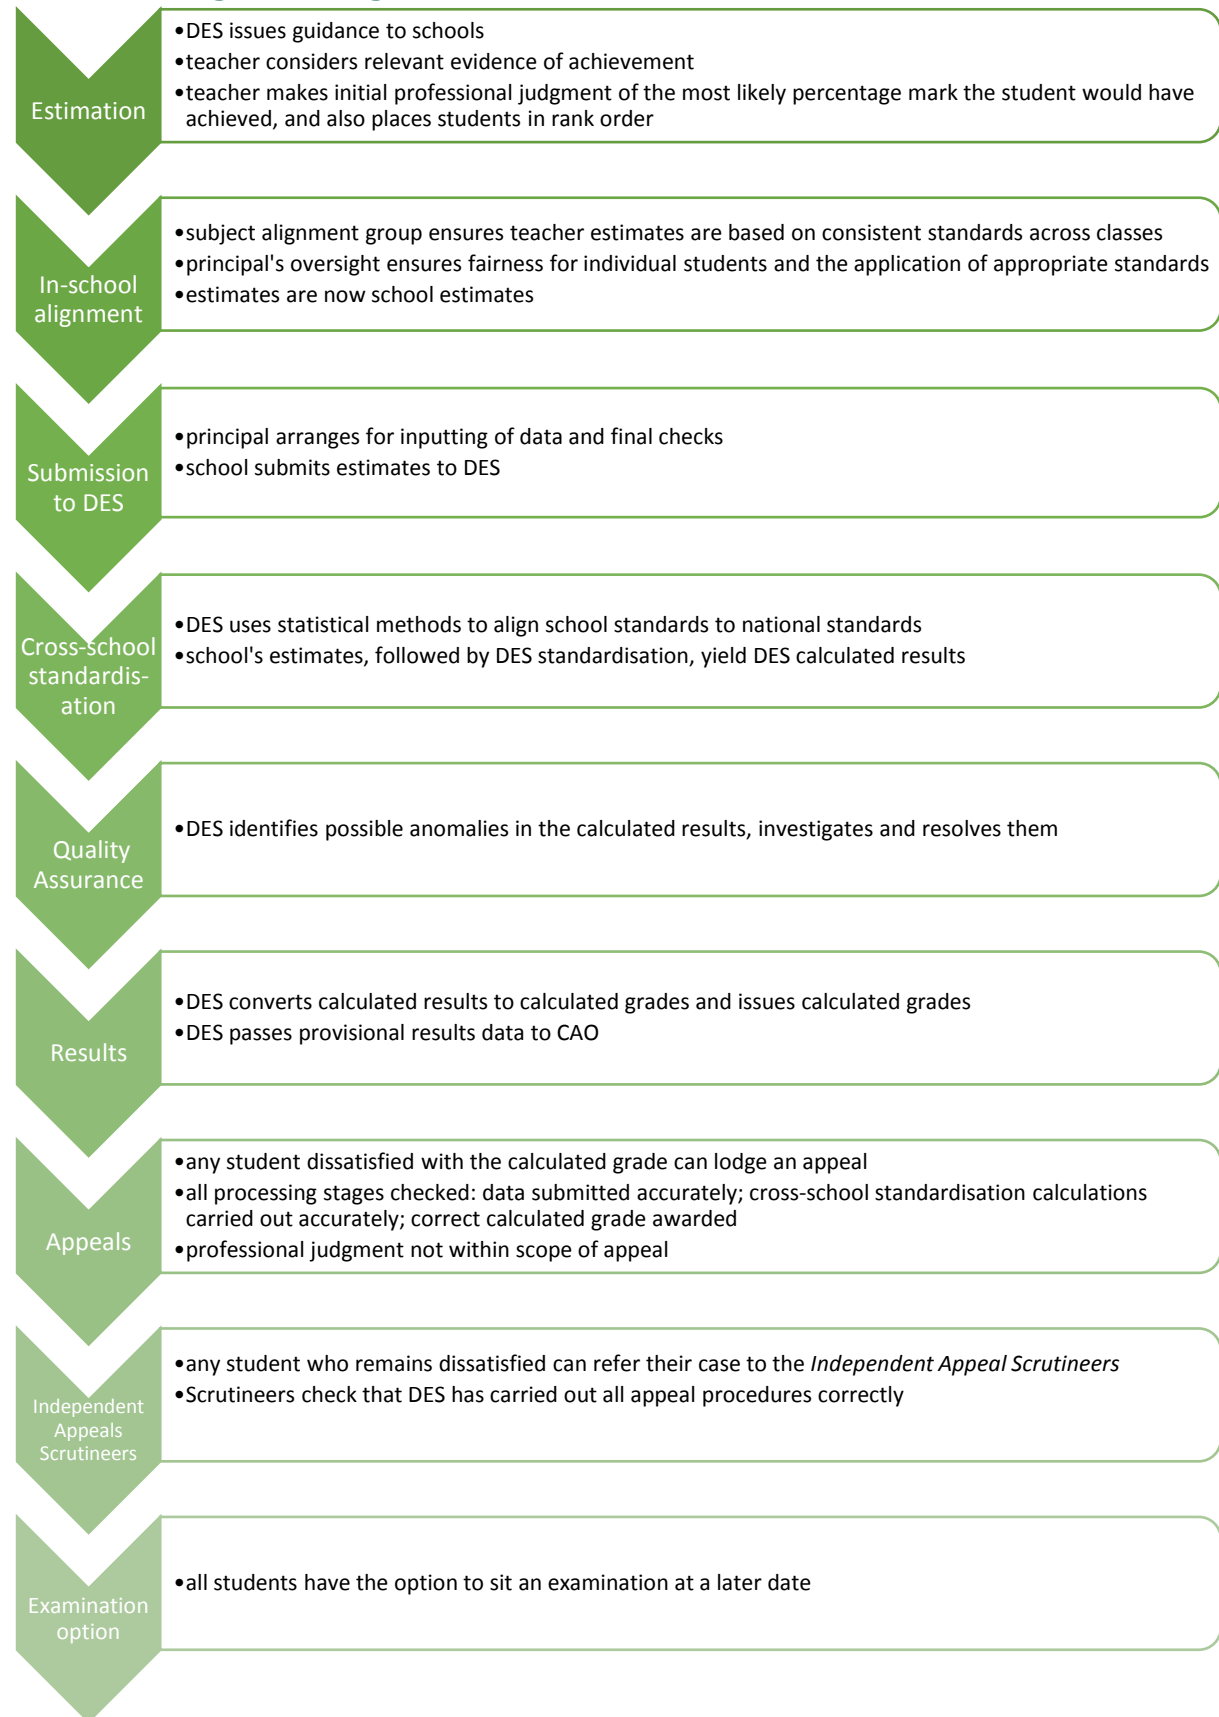 •DES issues guidance to schools
•teacher considers relevant evidence of achievement
•teacher makes initial professional judgment of the most likely percentage mark the student would have
achieved, and also places students in rank order
Estimation
•subject alignment group ensures teacher estimates are based on consistent standards across classes
•principal's oversight ensures fairness for individual students and the application of appropriate standards
•estimates are now school estimates
In-school
alignment
•principal arranges for inputting of data and final checks
•school submits estimates to DES
Submission
to DES
•DES uses statistical methods to align school standards to national standards
•school's estimates, followed by DES standardisation, yield DES calculated results
Cross-school
standardis-
ation
•DES identifies possible anomalies in the calculated results, investigates and resolves them
Quality
Assurance
•DES converts calculated results to calculated grades and issues calculated grades
•DES passes provisional results data to CAO
Results
•any student dissatisfied with the calculated grade can lodge an appeal
•all processing stages checked: data submitted accurately; cross-school standardisation calculations
carried out accurately; correct calculated grade awarded
•professional judgment not within scope of appeal
Appeals
•any student who remains dissatisfied can refer their case to the Independent Appeal Scrutineers
•Scrutineers check that DES has carried out all appeal procedures correctly
Independent
Appeals
Scrutineers
•all students have the option to sit an examination at a later date
Examination
option